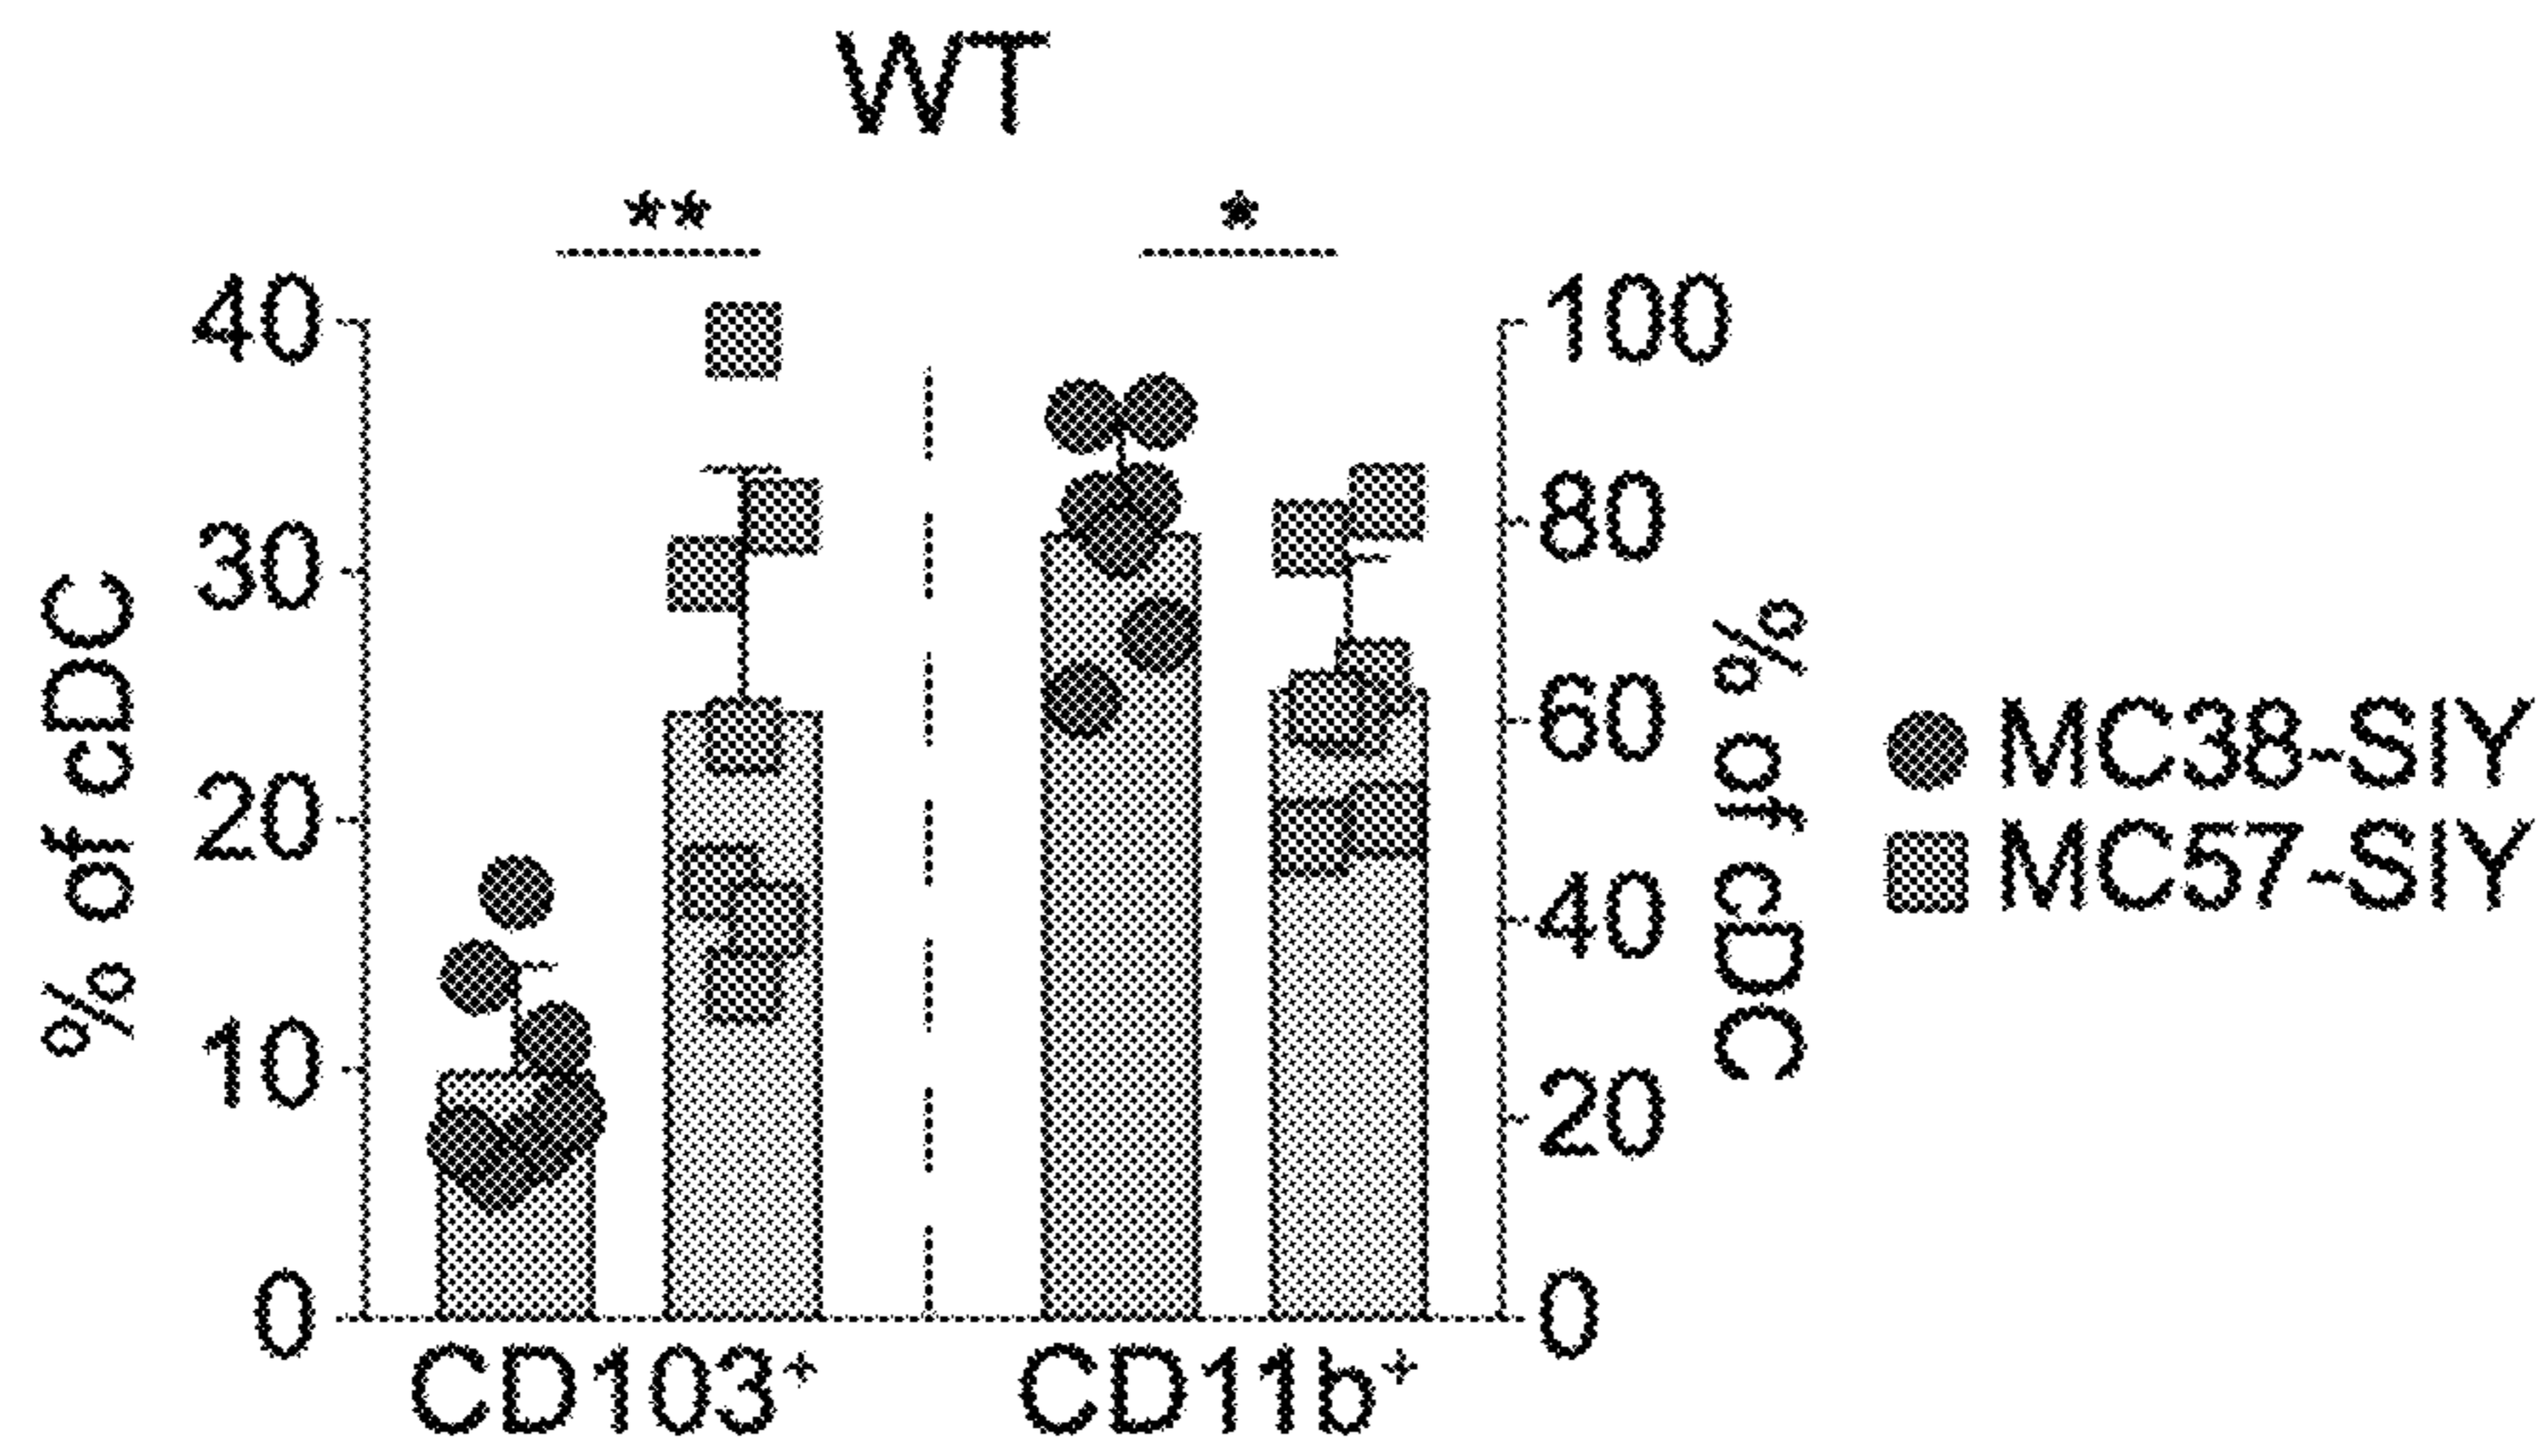 WT
** *
40
30
20
10
0
% of cDC
100
80
60
40
20
0
% of cDC
CD103⁺ CD11b⁺
MC38-SIY
MC57-SIY